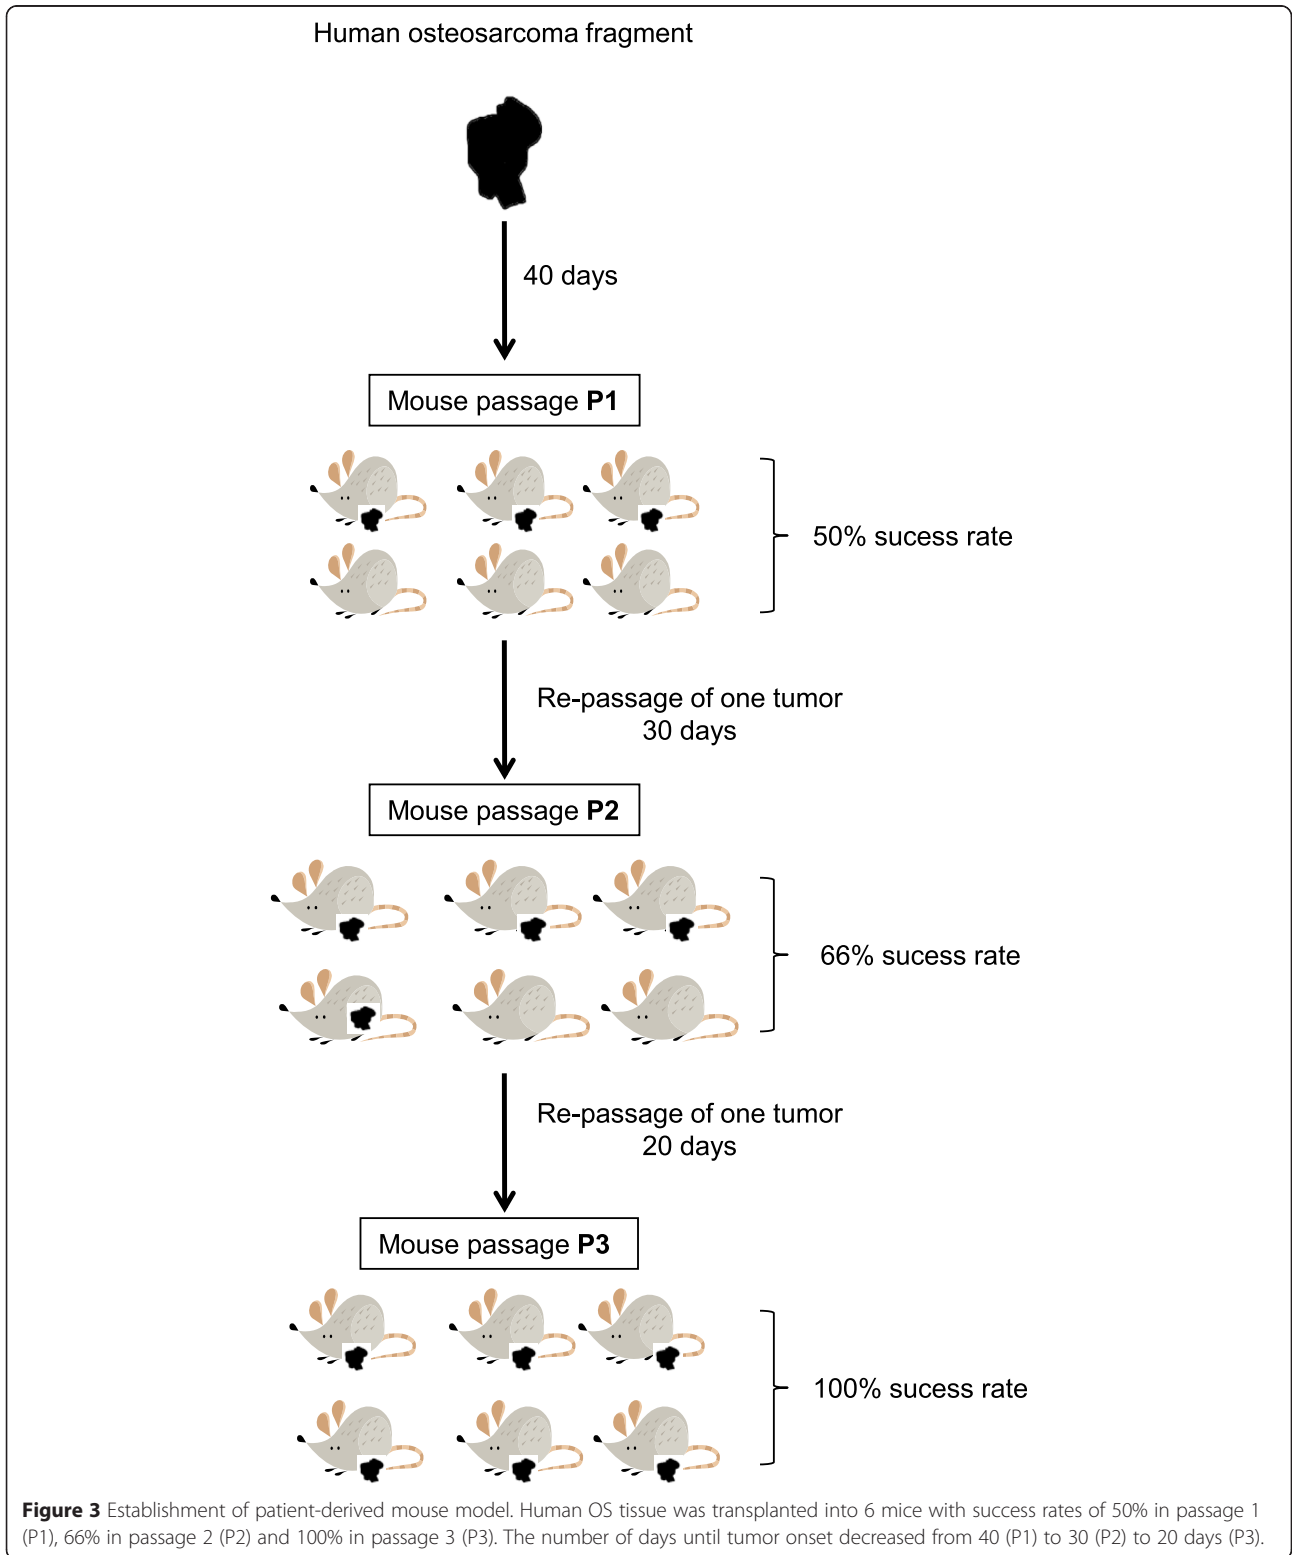 Human osteosarcoma fragment
40 days
Mouse passage P1
50% sucess rate
Re-passage of one tumor
30 days
Mouse passage P2
66% sucess rate
Re-passage of one tumor
20 days
Mouse passage P3
100% sucess rate
Figure 3 Establishment of patient-derived mouse model. Human OS tissue was transplanted into 6 mice with success rates of 50% in passage 1
(P1), 66% in passage 2 (P2) and 100% in passage 3 (P3). The number of days until tumor onset decreased from 40 (P1) to 30 (P2) to 20 days (P3).